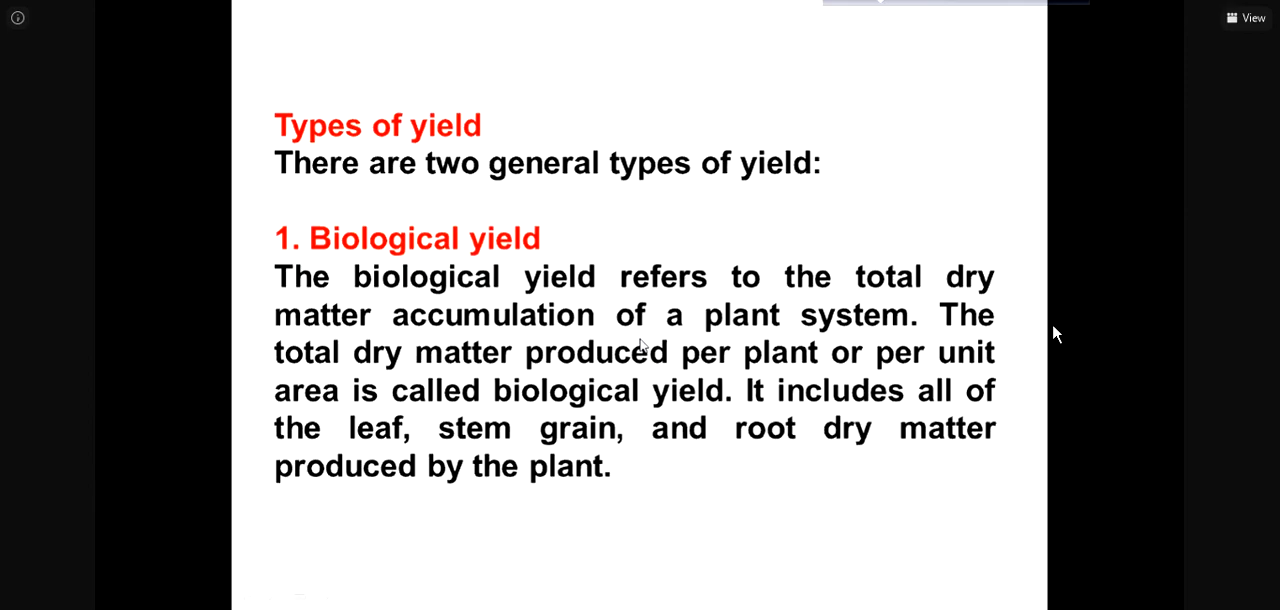 View
Types of yield
There are two general types of yield:
1. Biological yield
The biological yield refers to the total dry
matter accumulation of a plant system. The
total dry matter produced per plant or per unit
area is called biological yield. It includes all of
the leaf, stem grain, and root dry matter
produced by the plant.